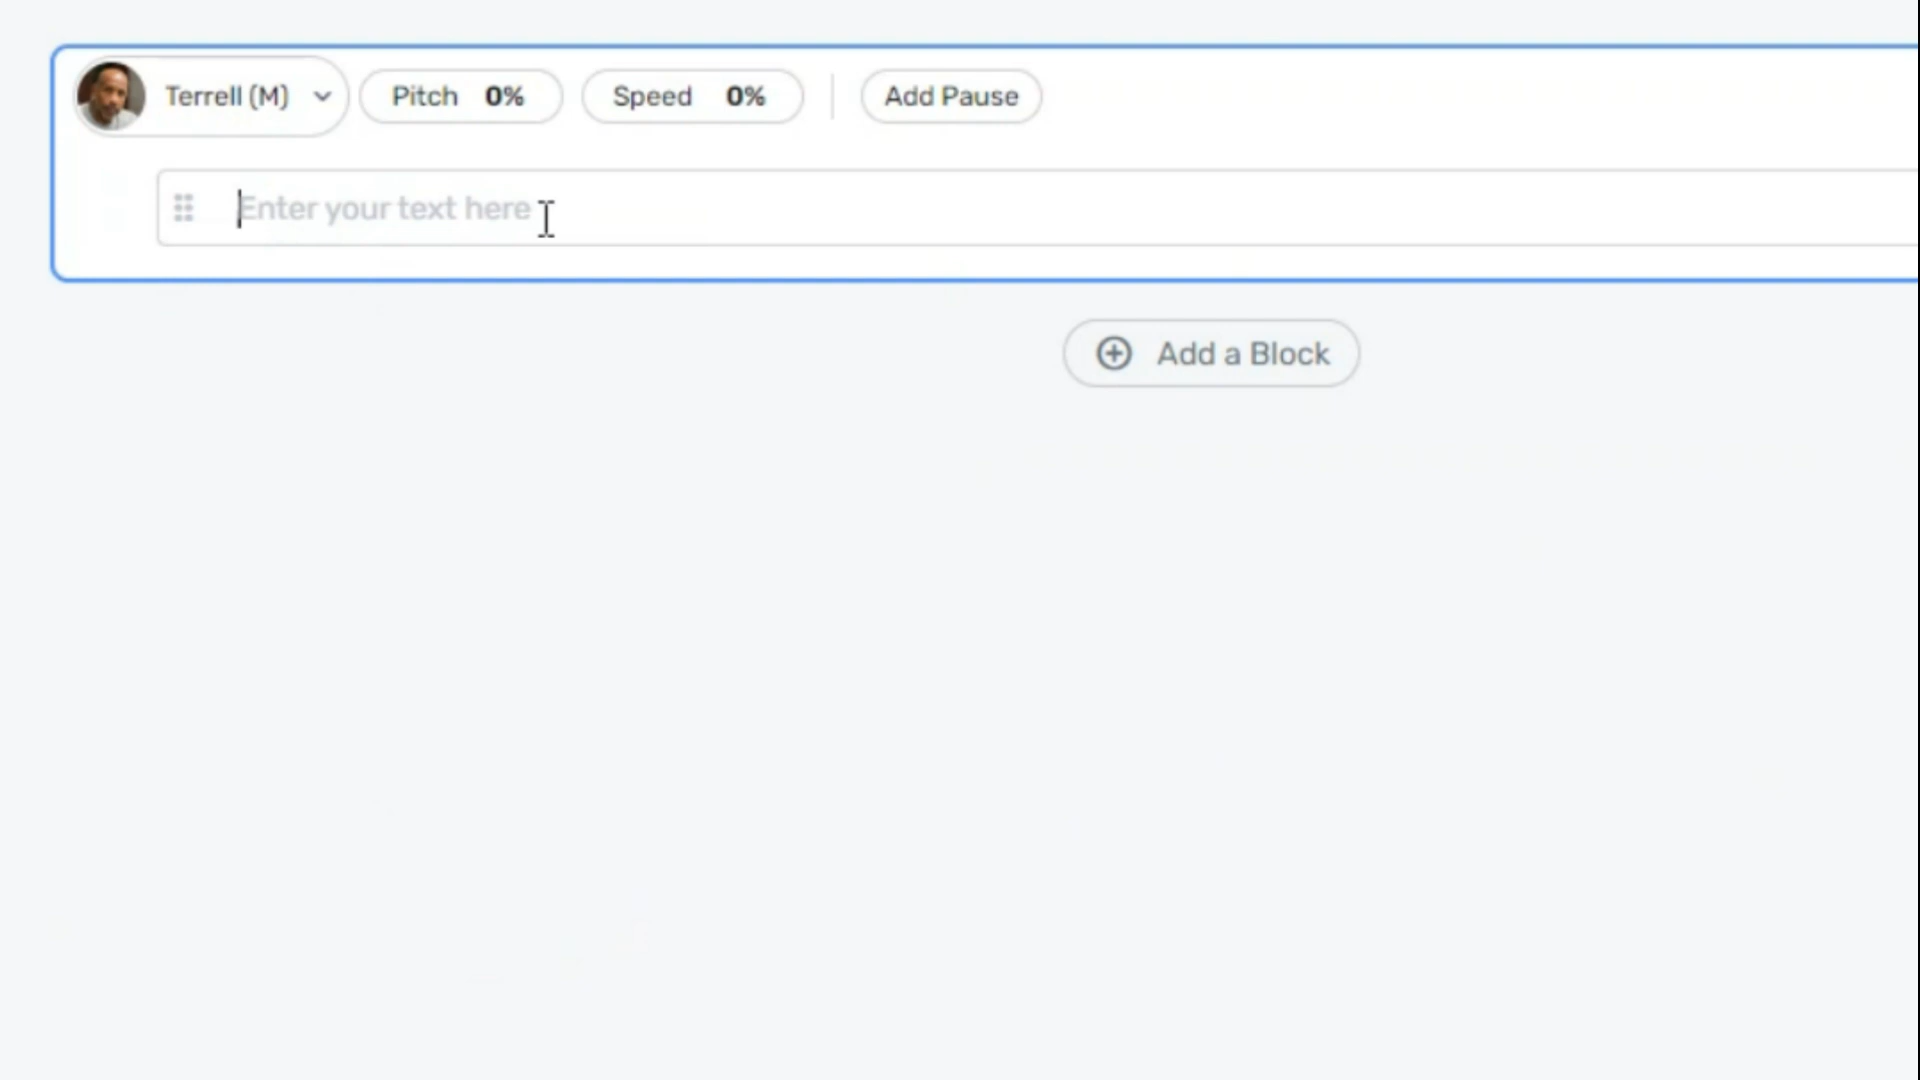 Terrell (M) Pitch 0% Speed 0% Add Pause
Enter your text here
Add a Block